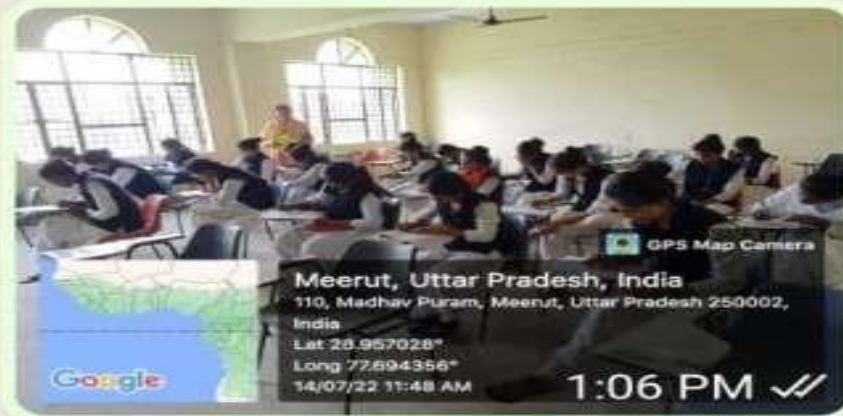 GPS Map Camera
Meerut, Uttar Pradesh, India
110, Madhav Puram, Meerut, Uttar Pradesh 250002,
India
Lat 28.957028°
Long 77.694356°
14/07/22 11:48 AM
Google
1:06 PM